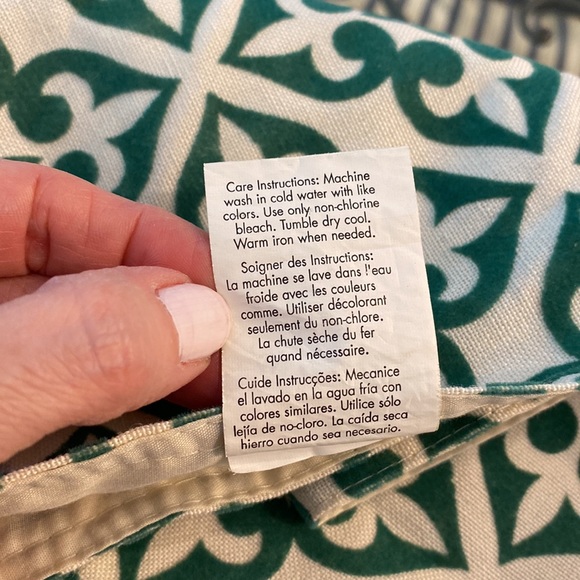 Care Instructions: Machine
wash in cold water with like
colors. Use only non-chlorine
bleach. Tumble dry cool.
Warm iron when needed.
Soigner des Instructions:
La machine se lave dans l'eau
froide avec les couleurs
comme. Utiliser décolorant
seulement du non-chlore.
La chute sèche du fer
quand nécessaire.
Cuide Instrucções: Mecanice
el lavado en la agua fría con
colores similares. Utilice sólo
lejía de no-cloro. La caída seca
hierro cuando sea necesario.